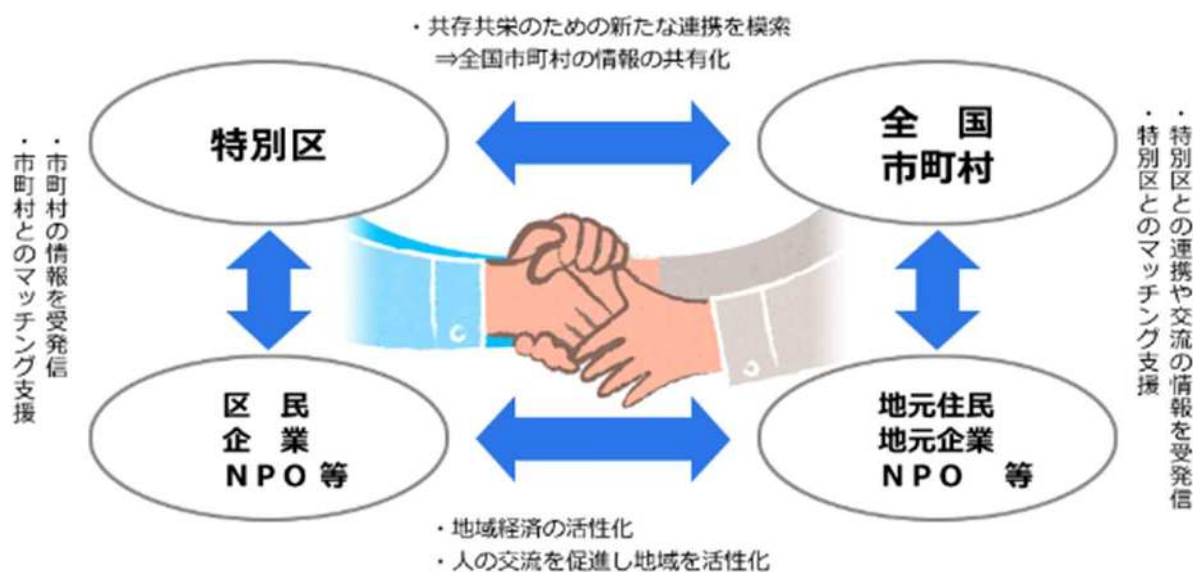 ・共存共栄のための新たな連携を模索
⇒全国市町村の情報の共有化
特別区
全　国
市町村
・市町村の情報を受発信
・市町村とのマッチング支援
・特別区との連携や交流の情報を受発信
・特別区とのマッチング支援
区　民
企　業
ＮＰＯ 等
地元住民
地元企業
ＮＰＯ　等
・地域経済の活性化
・人の交流を促進し地域を活性化